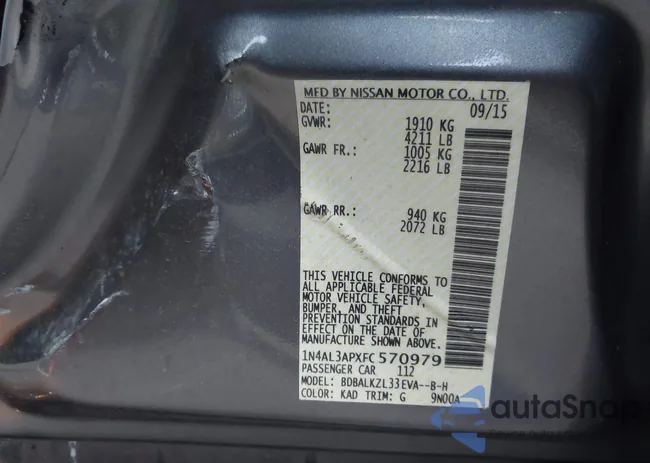 MFD BY NISSAN MOTOR CO., LTD.
DATE: 09/15
GVWR: 1910 KG
4211 LB
GAWR FR.: 1005 KG
2216 LB
GAWR RR.: 940 KG
2072 LB
THIS VEHICLE CONFORMS TO
ALL APPLICABLE FEDERAL
MOTOR VEHICLE SAFETY,
BUMPER, AND THEFT
PREVENTION STANDARDS IN
EFFECT ON THE DATE OF
MANUFACTURE SHOWN ABOVE.
1N4AL3APXFC570979
PASSENGER CAR 112
MODEL: BDBALKZL33EVA--B-H
COLOR: KAD TRIM: G 9N00A
autaSnap